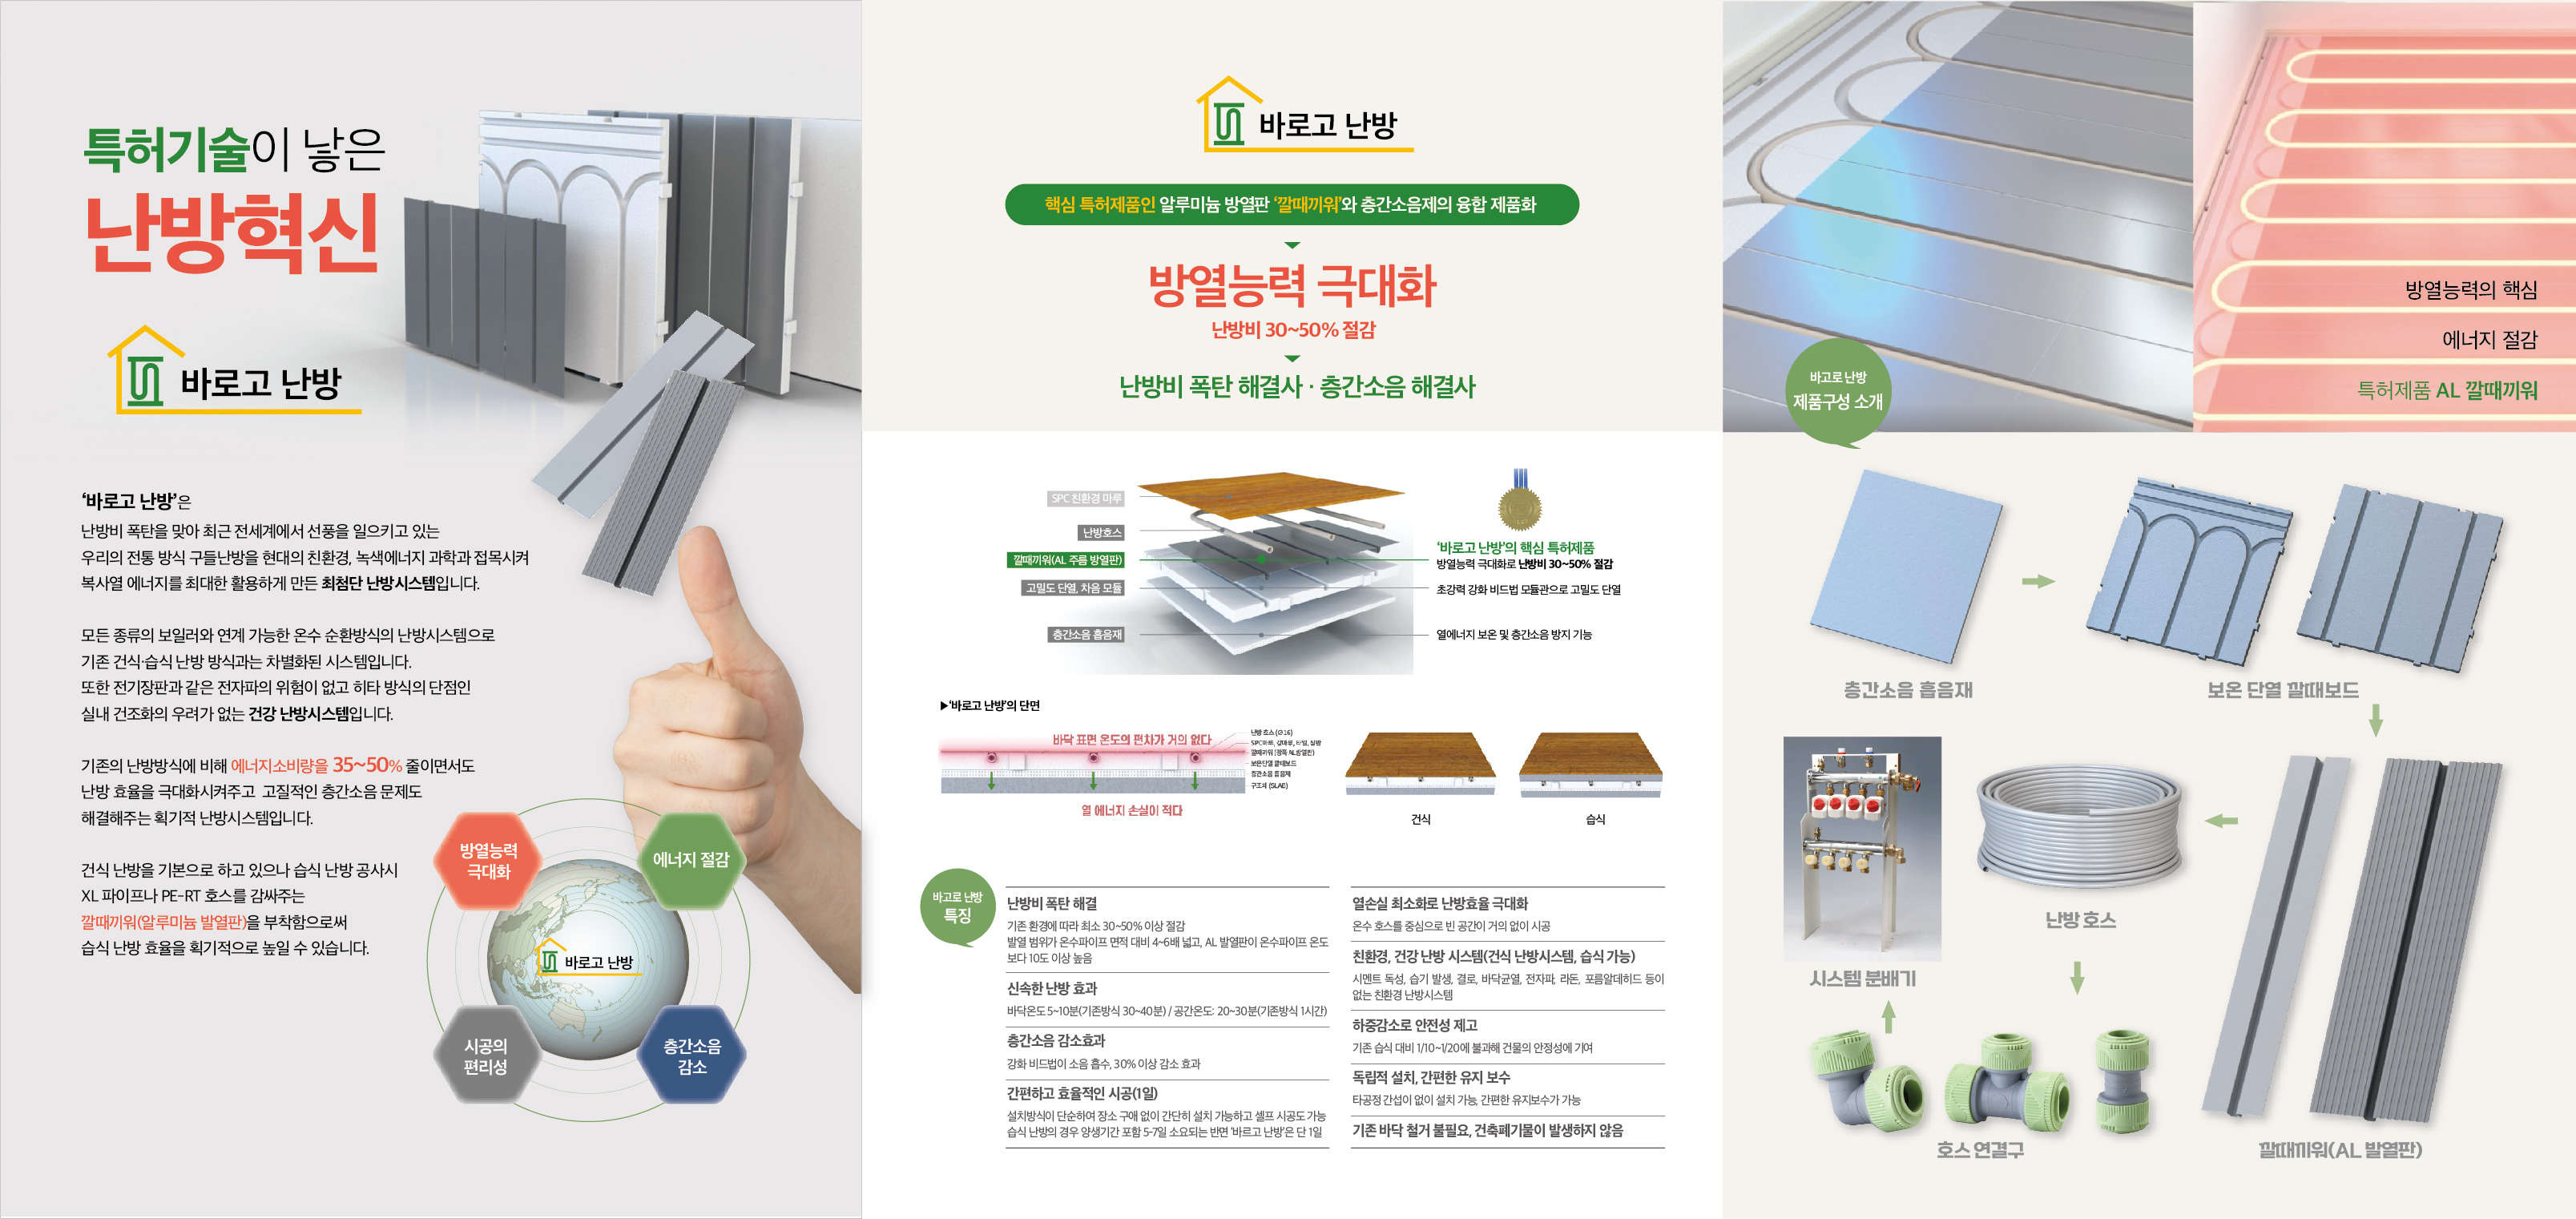 특허기술이 낳은
난방혁신
바로고 난방
‘바로고 난방’은
난방비 폭탄을 맞아 최근 전세계에서 선풍을 일으키고 있는
우리의 전통 방식 구들난방을 현대의 친환경, 녹색에너지 과학과 접목시켜
복사열 에너지를 최대한 활용하게 만든 최첨단 난방시스템입니다.
모든 종류의 보일러와 연계 가능한 온수 순환방식의 난방시스템으로
기존 건식·습식 난방 방식과는 차별화된 시스템입니다.
또한 전기장판과 같은 전자파의 위험이 없고 히타 방식의 단점인
실내 건조화의 우려가 없는 건강 난방시스템입니다.
기존의 난방방식에 비해 에너지소비량을 35~50% 줄이면서도
난방 효율을 극대화시켜주고 고질적인 층간소음 문제도
해결해주는 획기적 난방시스템입니다.
건식 난방을 기본으로 하고 있으나 습식 난방 공사시
XL 파이프나 PE-RT 호스를 감싸주는
깔때끼워(알루미늄 발열판)을 부착함으로써
습식 난방 효율을 획기적으로 높일 수 있습니다.
방열능력
극대화
에너지 절감
바로고 난방
시공의
편리성
층간소음
감소
바로고 난방
핵심 특허제품인 알루미늄 방열판 ‘깔때끼워’와 층간소음제의 융합 제품화
방열능력 극대화
난방비 30~50% 절감
난방비 폭탄 해결사 · 층간소음 해결사
SPC 친환경 마루
난방호스
깔때끼워(AL 주름 방열판)
고밀도 단열, 차음 모듈
층간소음 흡음재
‘바로고 난방’의 핵심 특허제품
방열능력 극대화로 난방비 30~50% 절감
초강력 강화 비드법 모듈관으로 고밀도 단열
열에너지 보온 및 층간소음 방지 기능
▶‘바로고 난방’의 단면
바닥 표면 온도의 편차가 거의 없다
난방 호스 (Ø16)
SPC마루, 강마루, 타일, 장판
깔때끼워 (광폭 AL방열판)
보온단열 깔때보드
층간소음 흡음재
구조체 (SLAB)
열 에너지 손실이 적다
건식
습식
바고로 난방
특징
난방비 폭탄 해결
기존 환경에 따라 최소 30~50% 이상 절감
발열 범위가 온수파이프 면적 대비 4~6배 넓고, AL 발열판이 온수파이프 온도
보다 10도 이상 높음
신속한 난방 효과
바닥온도 5~10분(기존방식 30~40분) / 공간온도: 20~30분(기존방식 1시간)
층간소음 감소효과
강화 비드법이 소음 흡수, 30% 이상 감소 효과
간편하고 효율적인 시공(1일)
설치방식이 단순하여 장소 구애 없이 간단히 설치 가능하고 셀프 시공도 가능
습식 난방의 경우 양생기간 포함 5-7일 소요되는 반면 ‘바르고 난방’은 단 1일
열손실 최소화로 난방효율 극대화
온수 호스를 중심으로 빈 공간이 거의 없이 시공
친환경, 건강 난방 시스템(건식 난방시스템, 습식 가능)
시멘트 독성, 습기 발생, 결로, 바닥균열, 전자파, 라돈, 포름알데히드 등이
없는 친환경 난방시스템
하중감소로 안전성 제고
기존 습식 대비 1/10~1/20에 불과해 건물의 안정성에 기여
독립적 설치, 간편한 유지 보수
타공정 간섭이 없이 설치 가능, 간편한 유지보수가 가능
기존 바닥 철거 불필요, 건축폐기물이 발생하지 않음
방열능력의 핵심
에너지 절감
특허제품 AL 깔때끼워
바고로 난방
제품구성 소개
층간소음 흡음재
보온 단열 깔때보드
시스템 분배기
난방 호스
호스 연결구
깔때끼워(AL 발열판)